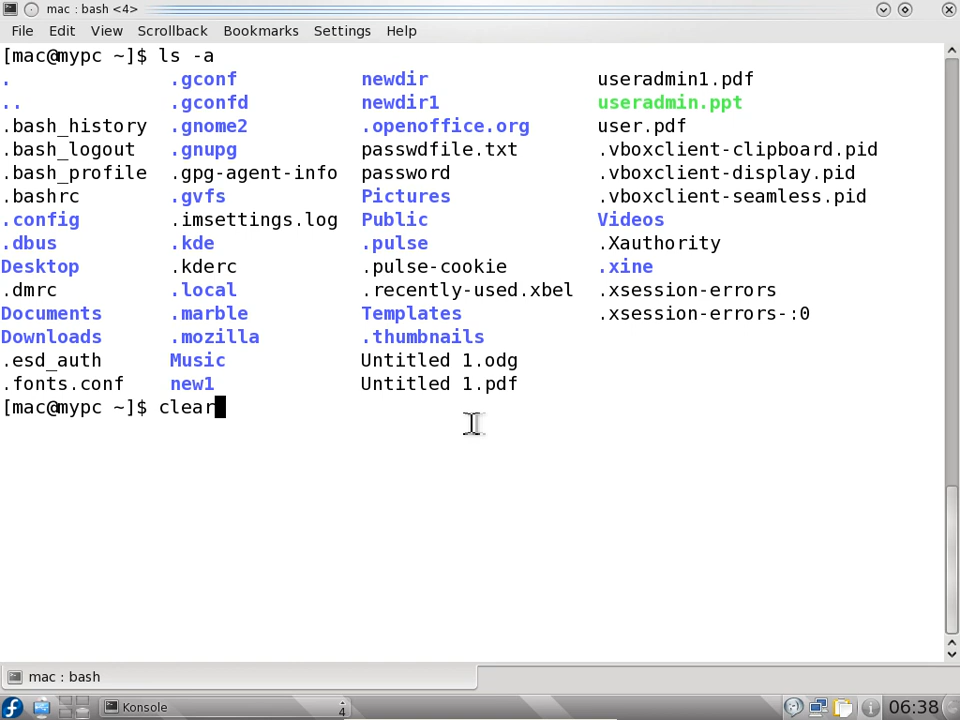 mac : bash <4>
File Edit View Scrollback Bookmarks Settings Help
[mac@mypc ~]$ ls -a
. .gconf newdir useradmin1.pdf
.. .gconfd newdir1 useradmin.ppt
.bash_history .gnome2 .openoffice.org user.pdf
.bash_logout .gnupg passwdfile.txt .vboxclient-clipboard.pid
.bash_profile .gpg-agent-info password .vboxclient-display.pid
.bashrc .gvfs Pictures .vboxclient-seamless.pid
.config .imsettings.log Public Videos
.dbus .kde .pulse .Xauthority
Desktop .kderc .pulse-cookie .xine
.dmrc .local .recently-used.xbel .xsession-errors
Documents .marble Templates .xsession-errors-:0
Downloads .mozilla .thumbnails
.esd_auth Music Untitled 1.odg
.fonts.conf new1 Untitled 1.pdf
[mac@mypc ~]$ clear
mac : bash
Konsole 4 06:38